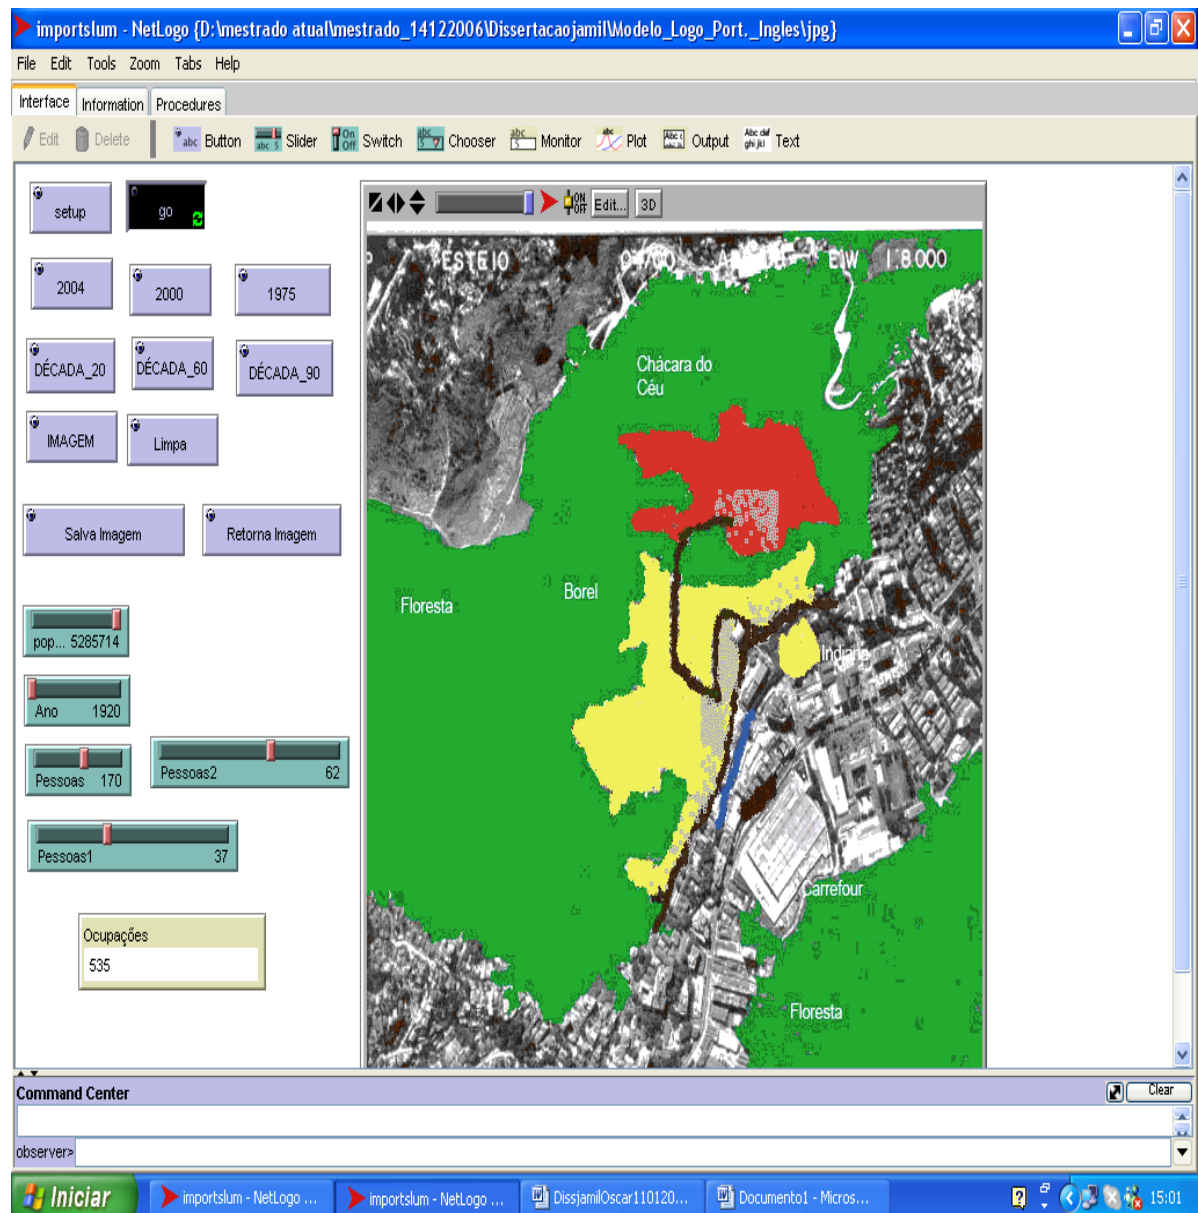 importslum - NetLogo {D:\mestrado atual\mestrado_14122006\Dissertacaojamil\Modelo_Logo_Port._Ingles\jpg}
File Edit Tools Zoom Tabs Help
Interface Information Procedures
Edit Delete Button Slider Switch Chooser Monitor Plot Output Text
setup go
ON OFF Edit... 3D
ESTEIO 1 8.000
2004 2000 1975
DÉCADA_20 DÉCADA_60 DÉCADA_90
Chácara do
Céu
IMAGEM Limpa
Salva Imagem Retorna Imagem
Borel
Floresta
pop... 5285714
Indiana
Ano 1920
Pessoas 170 Pessoas2 62
Pessoas1 37
Carrefour
Ocupações
535
Floresta
Command Center Clear
observer>
Iniciar importslum - NetLogo ... importslum - NetLogo ... DissjamilOscar110120... Documento1 - Micros... 15:01